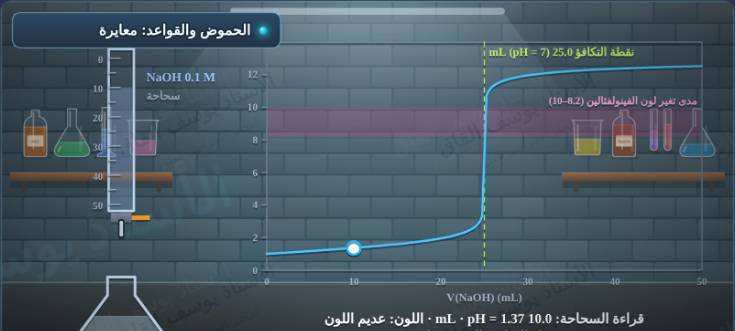 الحموض والقواعد: معايرة
NaOH 0.1 M
سحاحة
0
10
20
30
40
50
نقطة التكافؤ 25.0 mL (pH = 7)
مدى تغير لون الفينولفثالين (8.2–10)
12
10
8
6
4
2
0
0 10 20 30 40 50
V(NaOH) (mL)
قراءة السحاحة: 10.0 mL · pH = 1.37 · اللون: عديم اللون